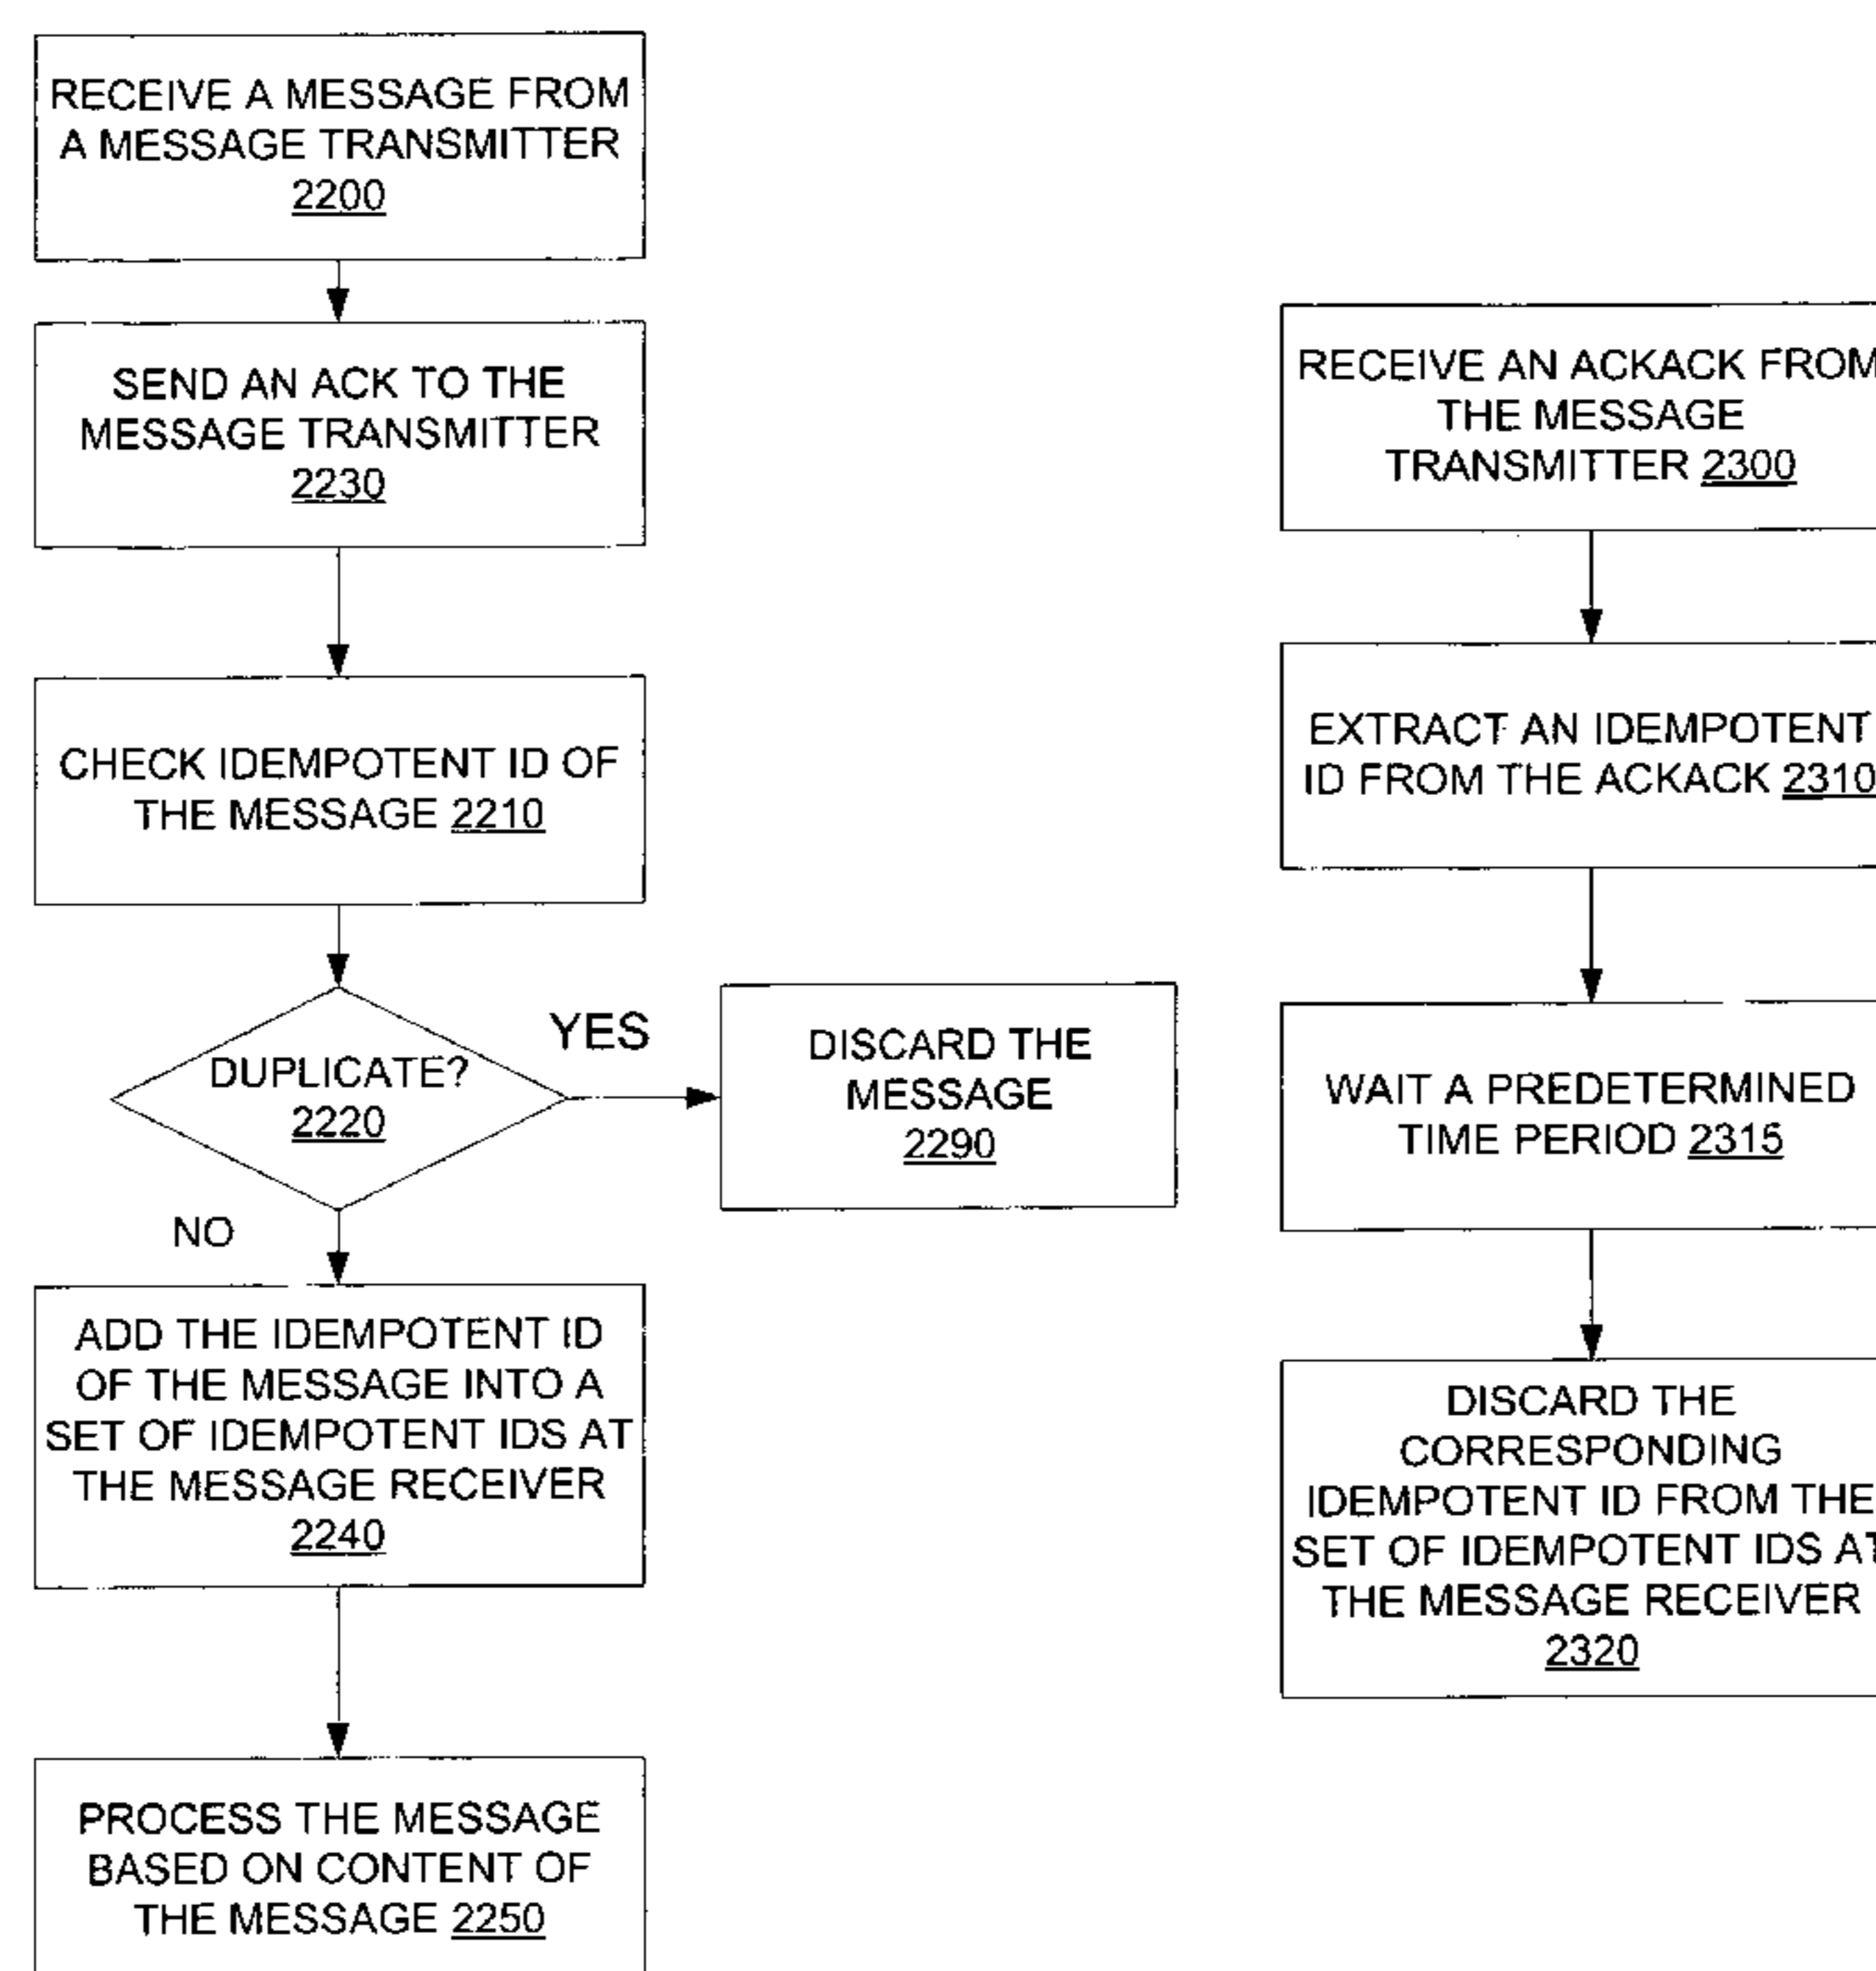 RECEIVE A MESSAGE FROM
A MESSAGE TRANSMITTER
2200
SEND AN ACK TO THE
MESSAGE TRANSMITTER
2230
CHECK IDEMPOTENT ID OF
THE MESSAGE 2210
DUPLICATE?
2220
YES
NO
DISCARD THE
MESSAGE
2290
ADD THE IDEMPOTENT ID
OF THE MESSAGE INTO A
SET OF IDEMPOTENT IDS AT
THE MESSAGE RECEIVER
2240
PROCESS THE MESSAGE
BASED ON CONTENT OF
THE MESSAGE 2250
RECEIVE AN ACKACK FROM
THE MESSAGE
TRANSMITTER 2300
EXTRACT AN IDEMPOTENT
ID FROM THE ACKACK 2310
WAIT A PREDETERMINED
TIME PERIOD 2315
DISCARD THE
CORRESPONDING
IDEMPOTENT ID FROM THE
SET OF IDEMPOTENT IDS AT
THE MESSAGE RECEIVER
2320